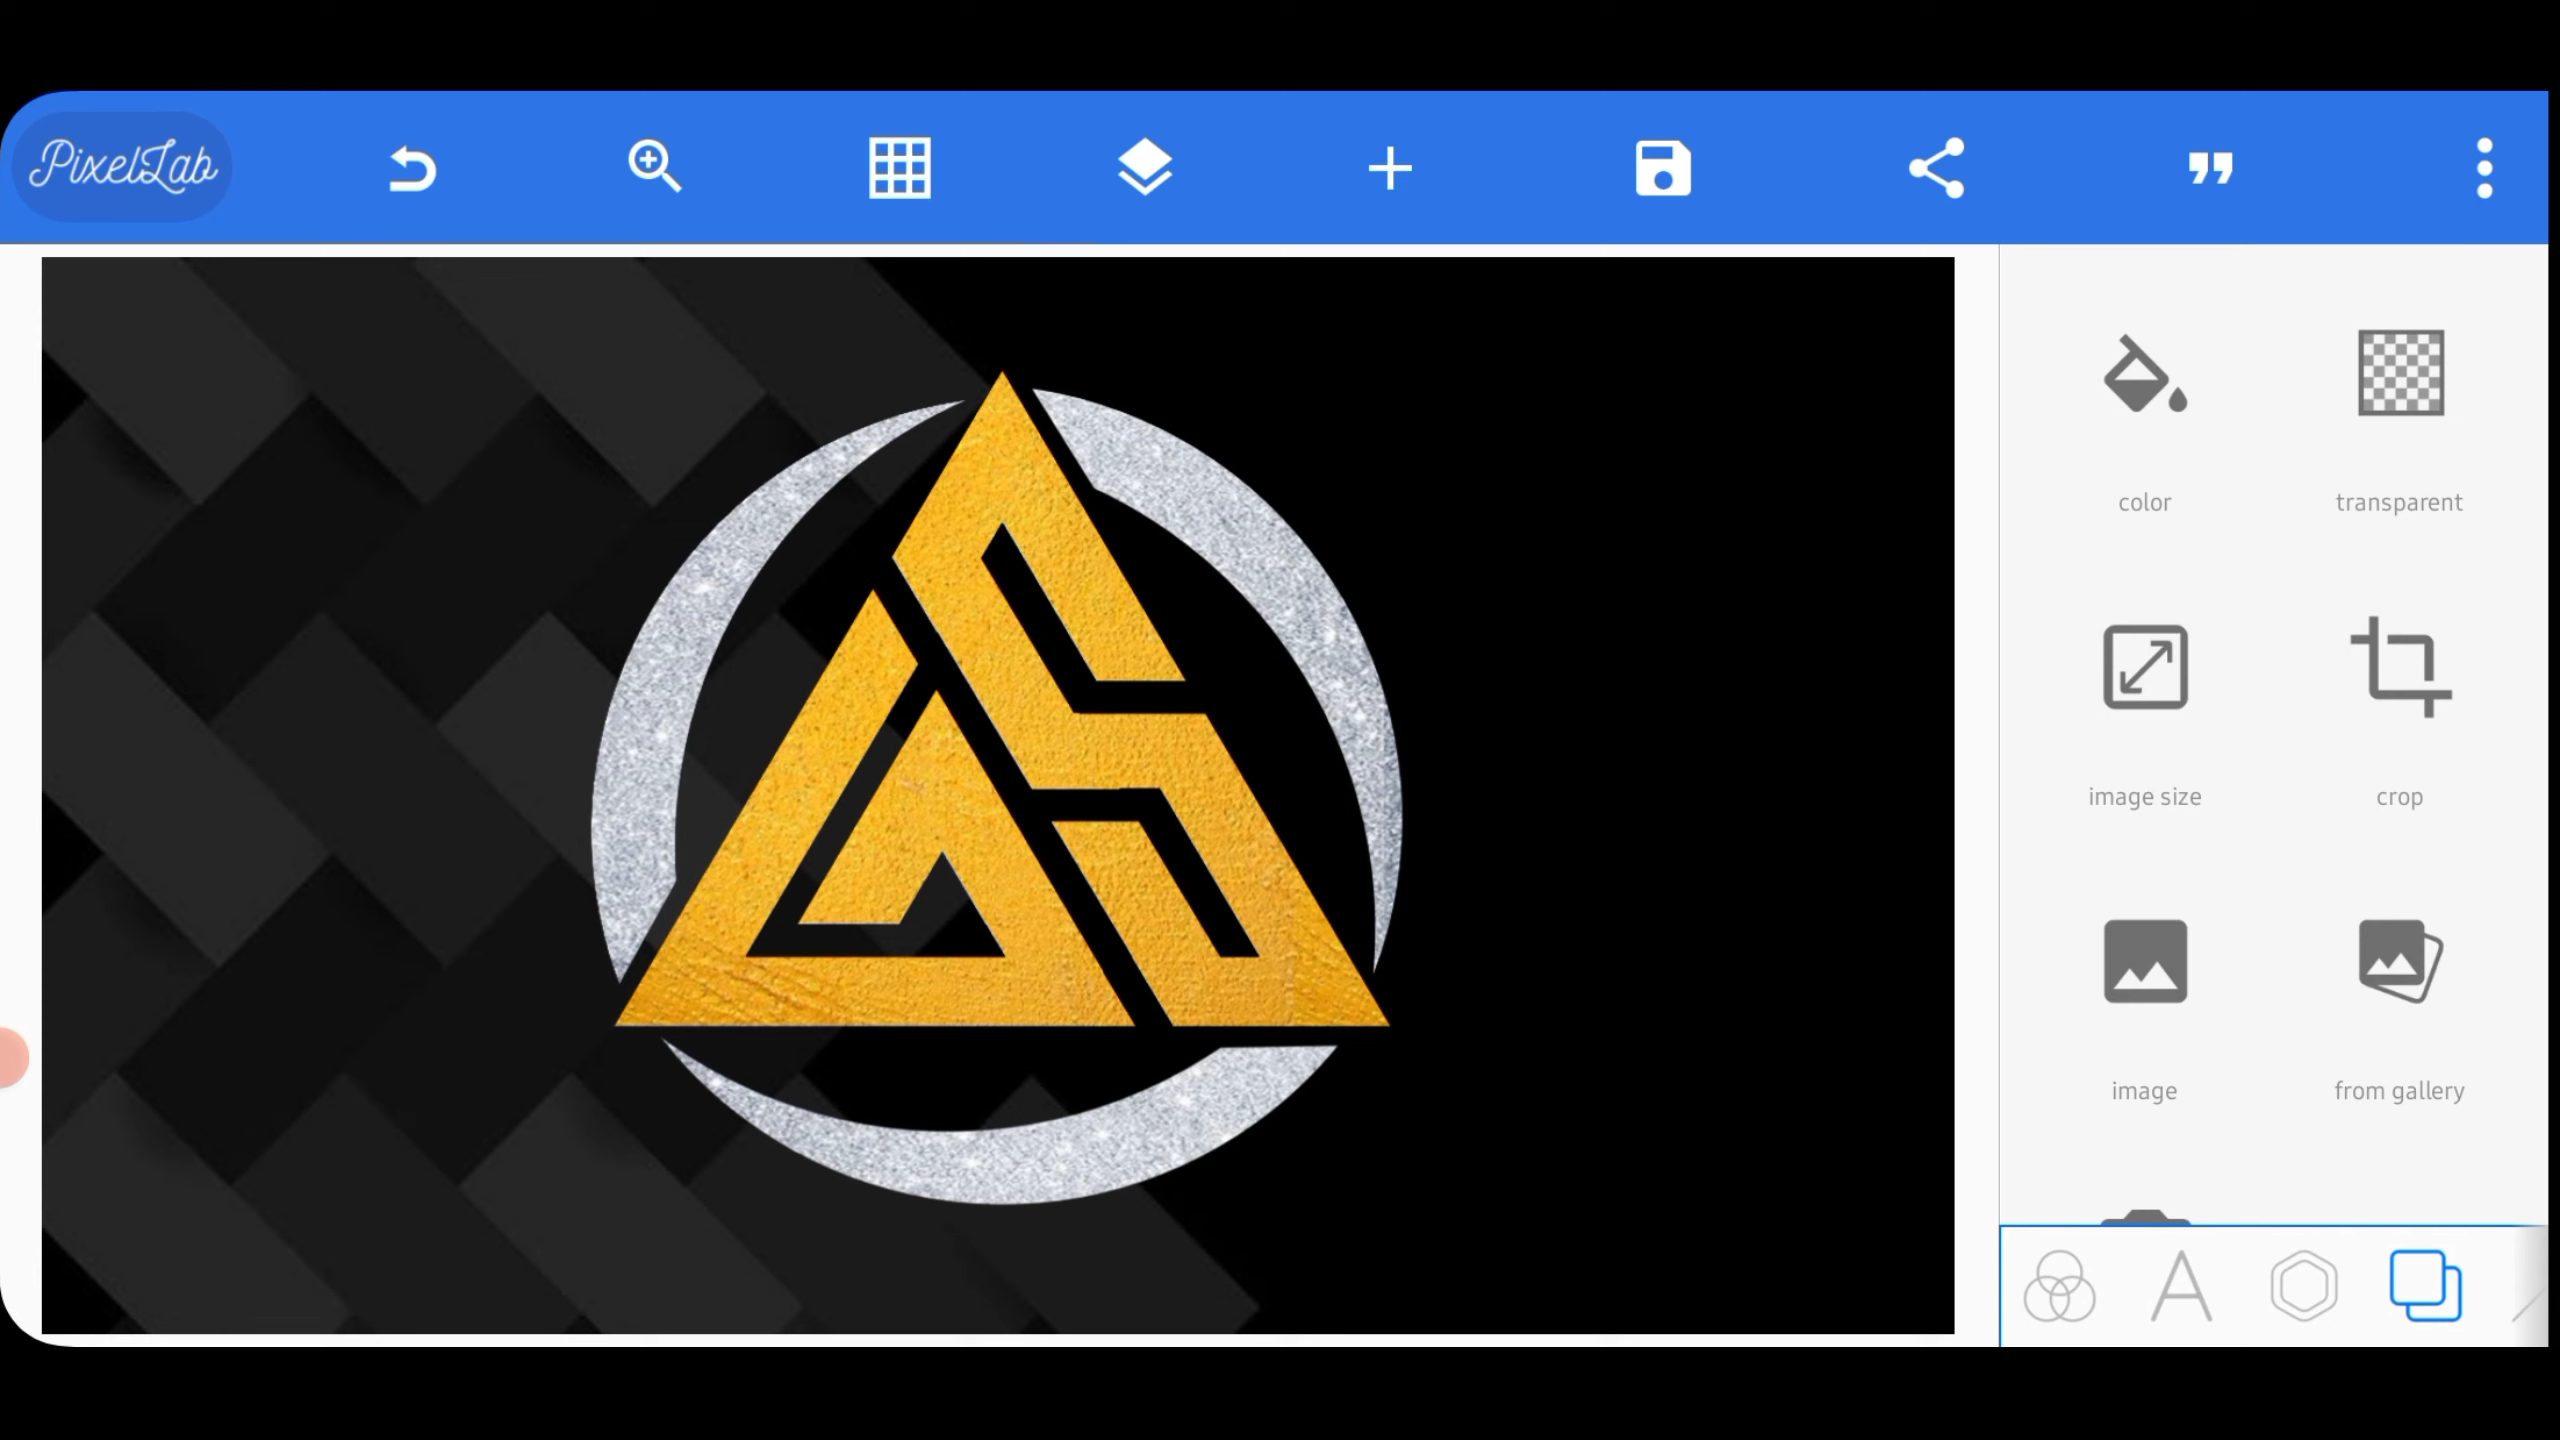 PixelLab
color
transparent
image size
crop
image
from gallery